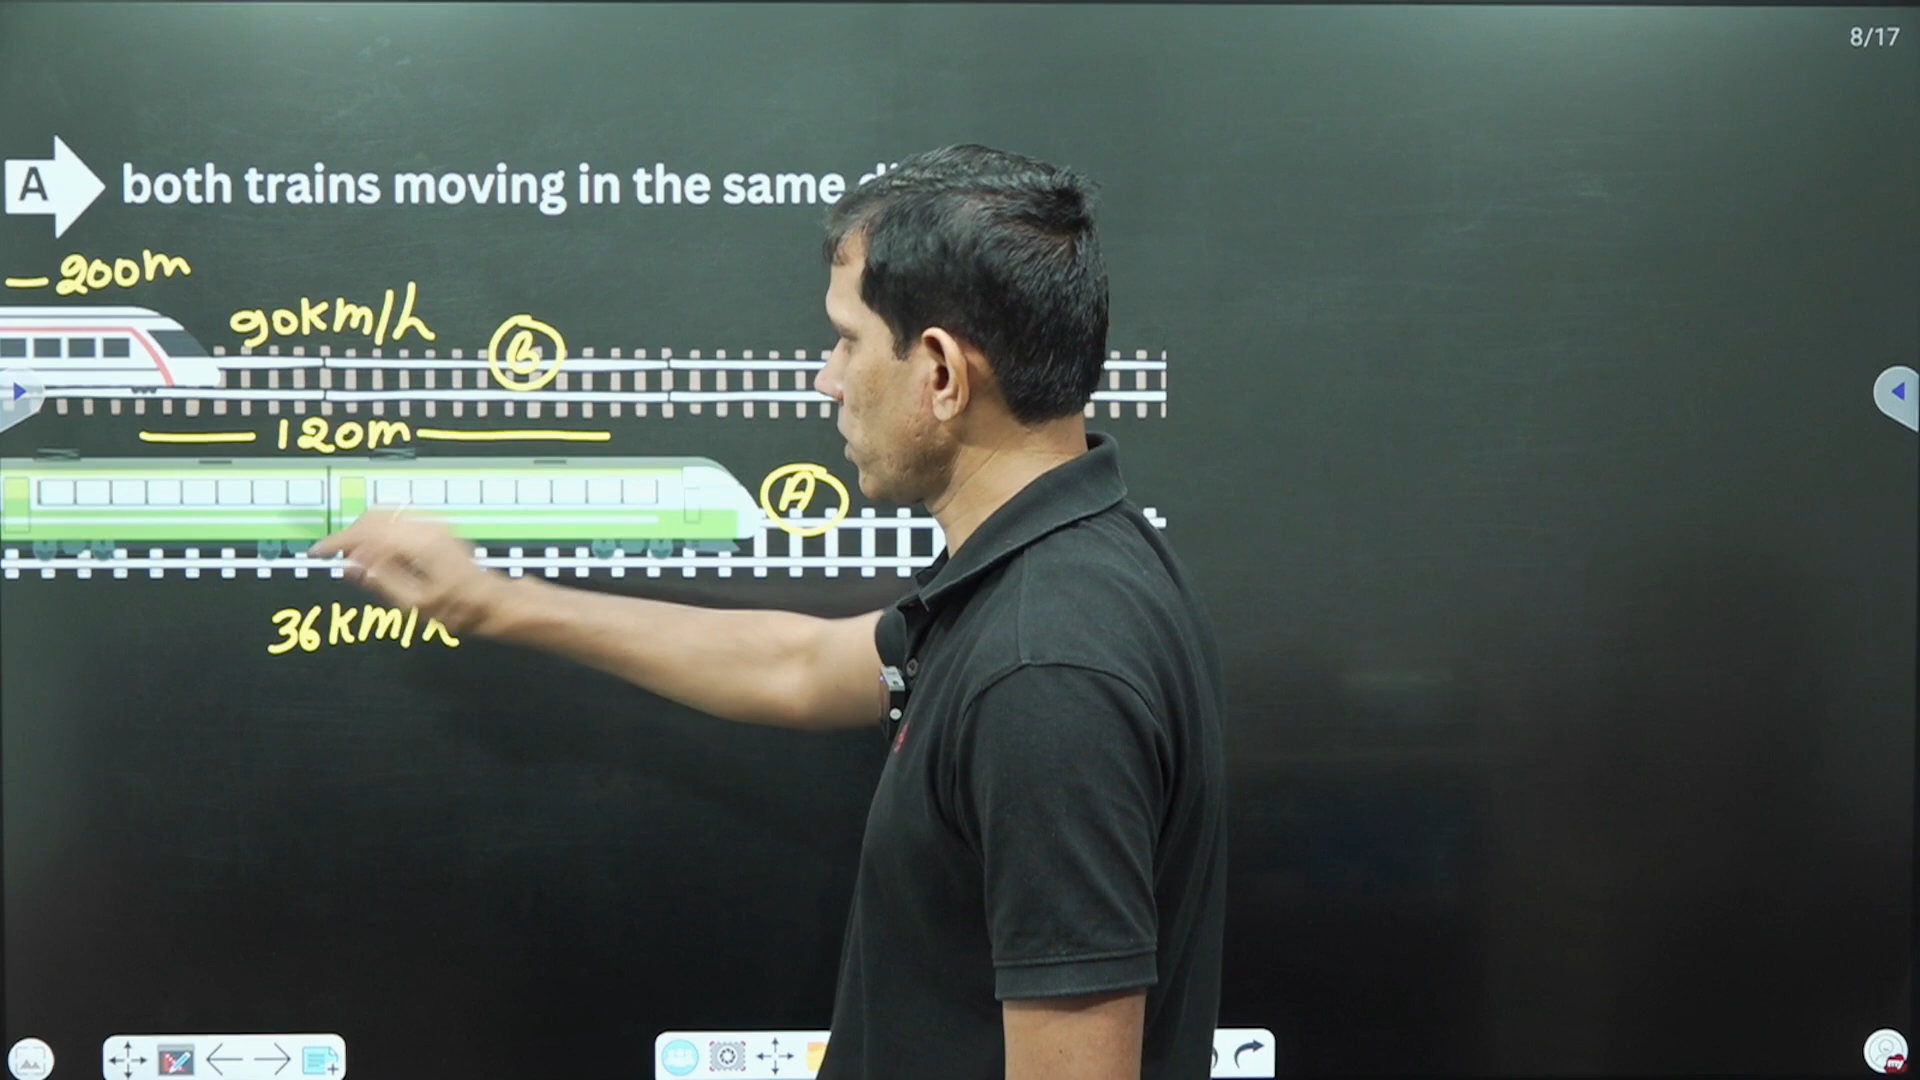 8/17
A
both trains moving in the same
-200m
90km/h
B
120m
A
36km/h